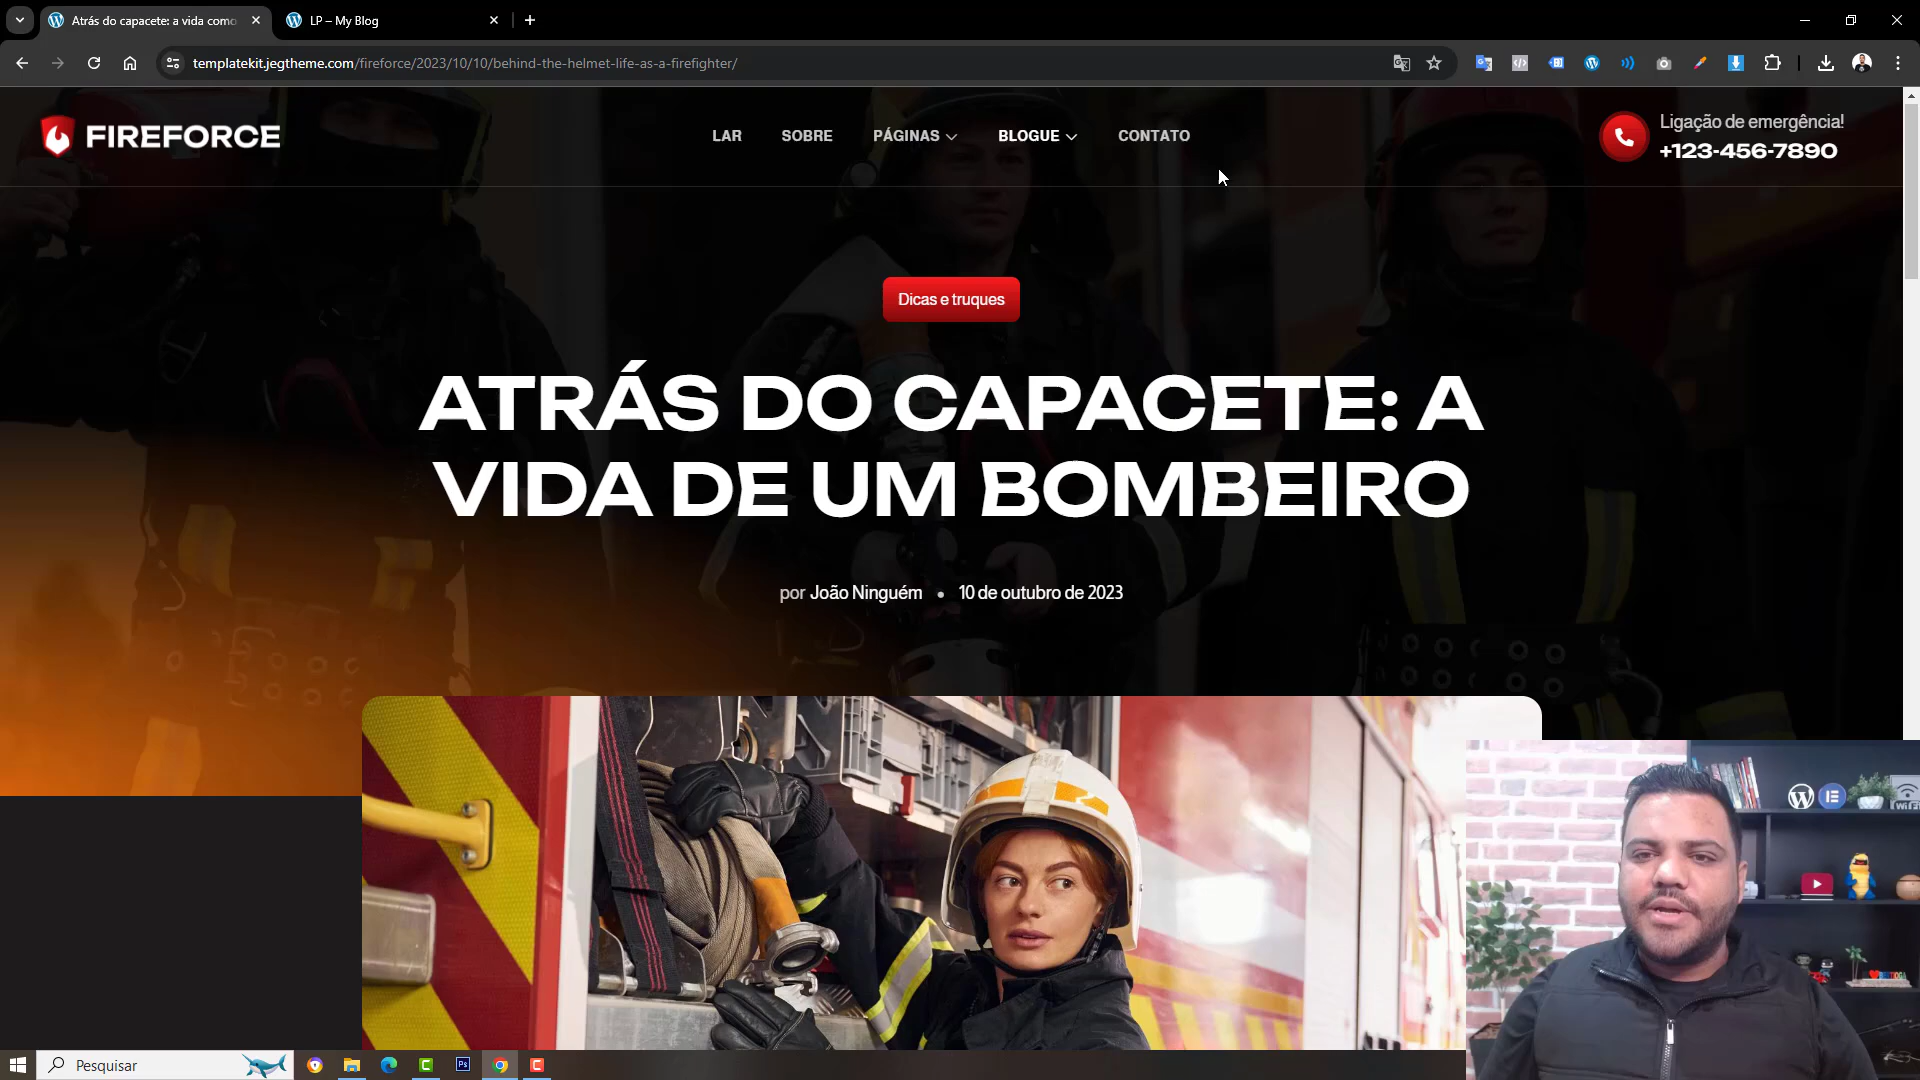 Atrás do capacete: a vida como
LP – My Blog
templatekit.jegtheme.com/fireforce/2023/10/10/behind-the-helmet-life-as-a-firefighter/
FIREFORCE
LAR
SOBRE
PÁGINAS
BLOGUE
CONTATO
Ligação de emergência!
+123-456-7890
Dicas e truques
ATRÁS DO CAPACETE: A
VIDA DE UM BOMBEIRO
por João Ninguém • 10 de outubro de 2023
WiFi
Pesquisar
Ps